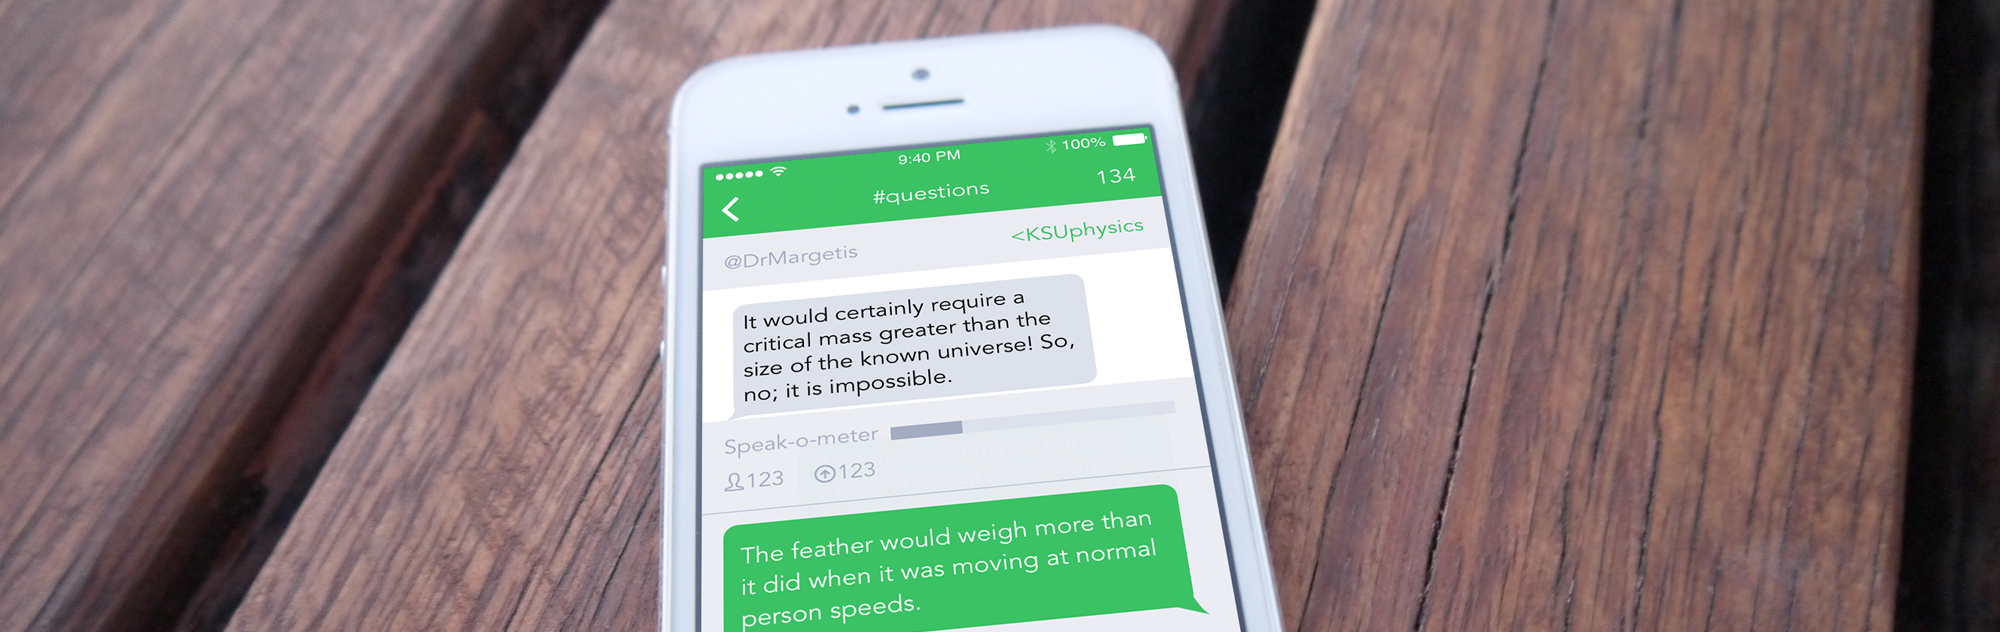 9:40 PM
100%
#questions
134
@DrMargetis
<KSUphysics
It would certainly require a
critical mass greater than the
size of the known universe! So,
no; it is impossible.
Speak-o-meter
123
123
The feather would weigh more than
it did when it was moving at normal
person speeds.